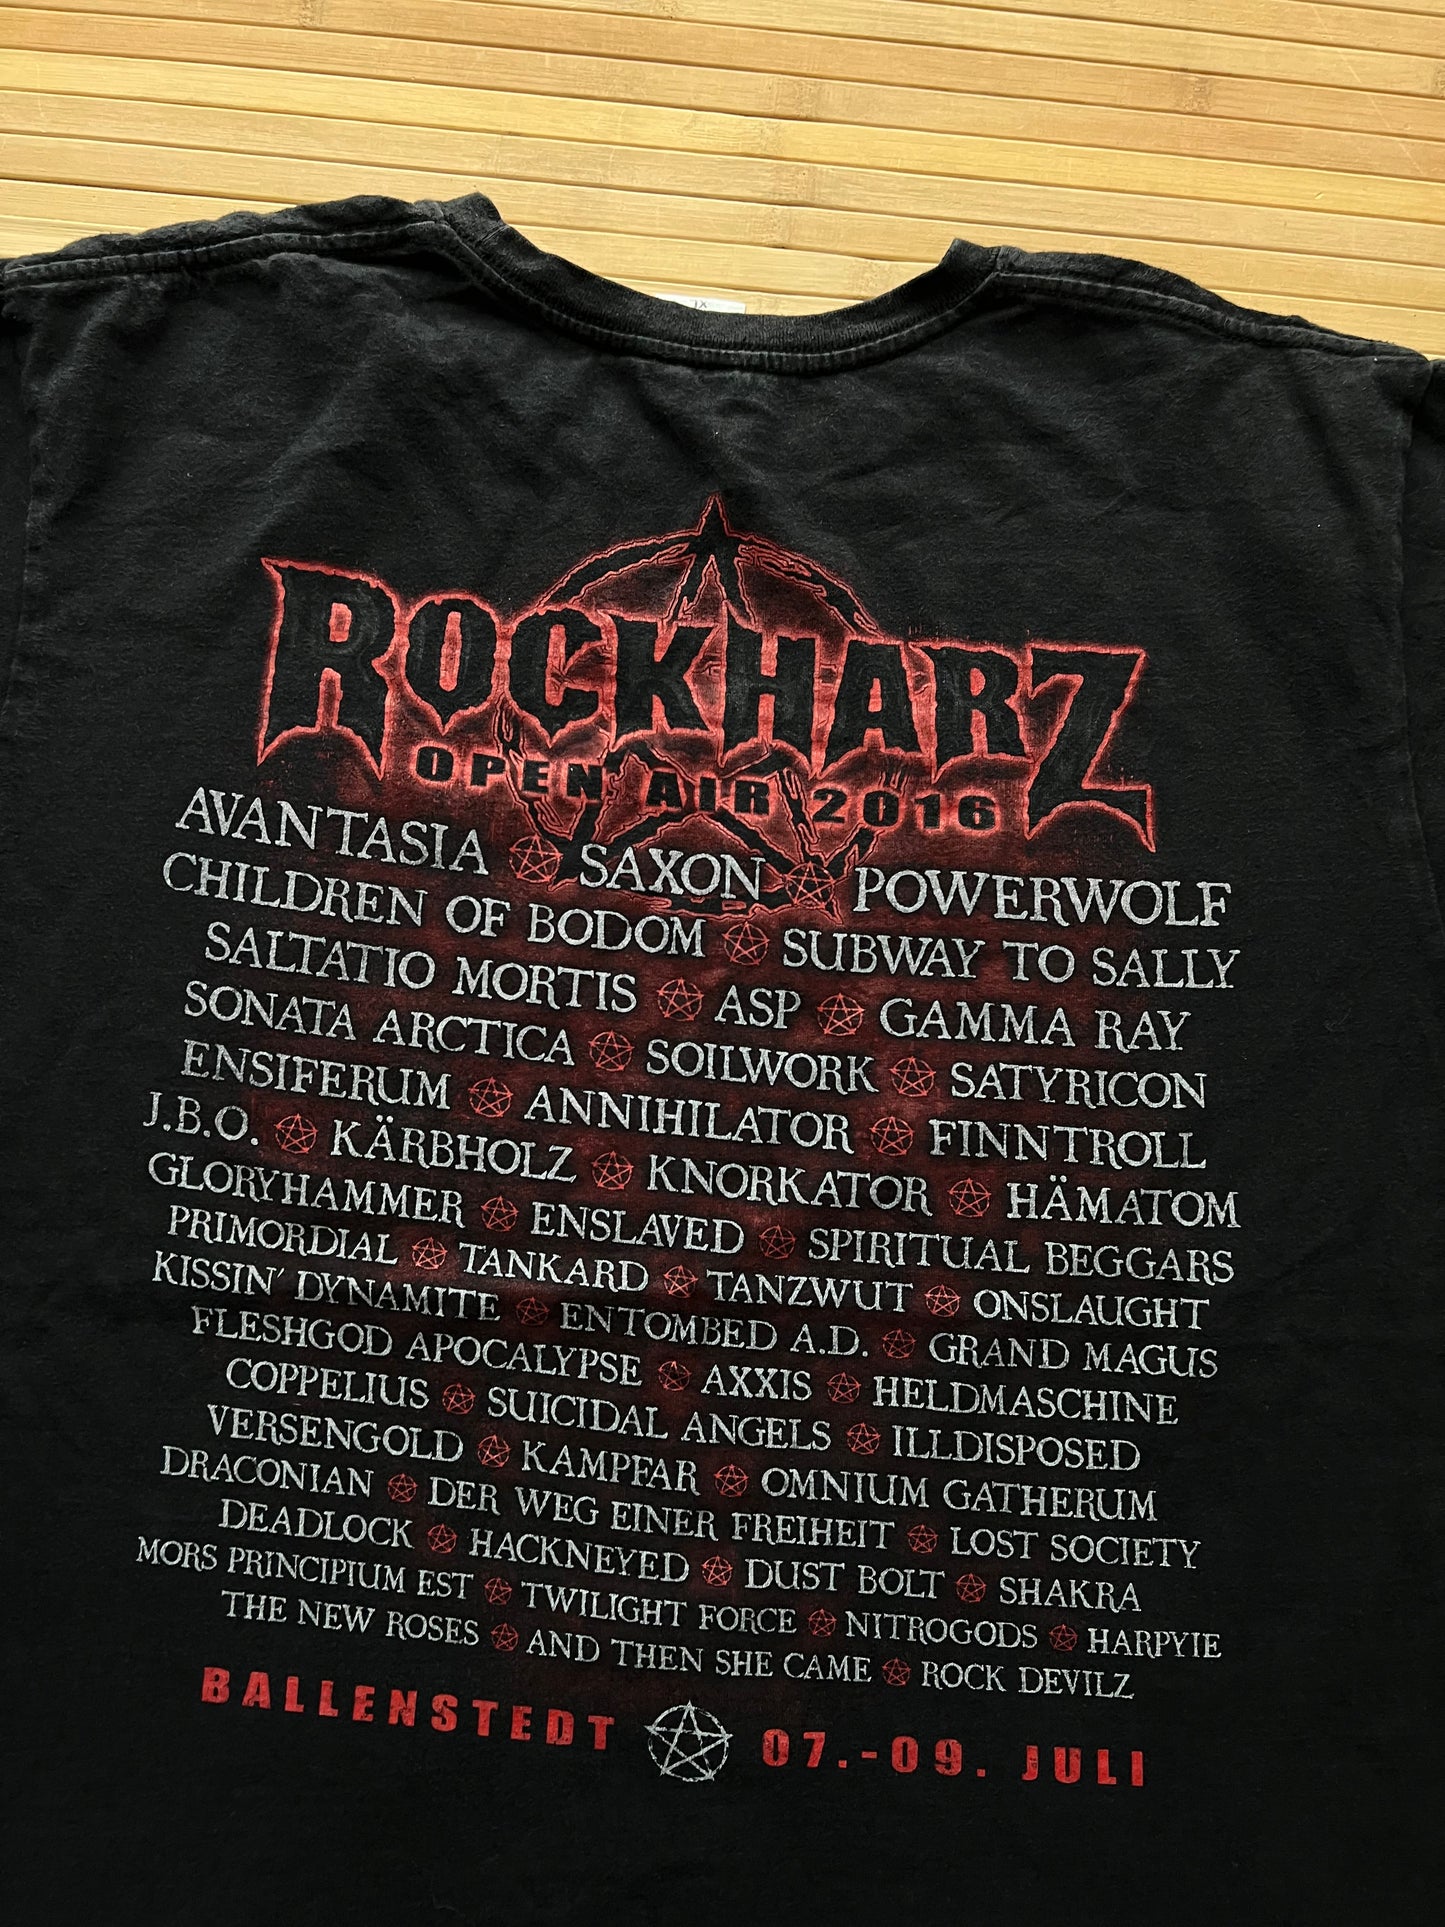 XL
ROCKHARZ
OPEN AIR 2016
AVANTASIA SAXON POWERWOLF
CHILDREN OF BODOM SUBWAY TO SALLY
SALTATIO MORTIS ASP GAMMA RAY
SONATA ARCTICA SOILWORK SATYRICON
ENSIFERUM ANNIHILATOR FINNTROLL
J.B.O. KÄRBHOLZ KNORKATOR HÄMATOM
GLORYHAMMER ENSLAVED SPIRITUAL BEGGARS
PRIMORDIAL TANKARD TANZWUT ONSLAUGHT
KISSIN' DYNAMITE ENTOMBED A.D. GRAND MAGUS
FLESHGOD APOCALYPSE AXXIS HELDMASCHINE
COPPELIUS SUICIDAL ANGELS ILLDISPOSED
VERSENGOLD KAMPFAR OMNIUM GATHERUM
DRACONIAN DER WEG EINER FREIHEIT LOST SOCIETY
DEADLOCK HACKNEYED DUST BOLT SHAKRA
MORS PRINCIPIUM EST TWILIGHT FORCE NITROGODS HARPYIE
THE NEW ROSES AND THEN SHE CAME ROCK DEVILZ
BALLENSTEDT 07.-09. JULI